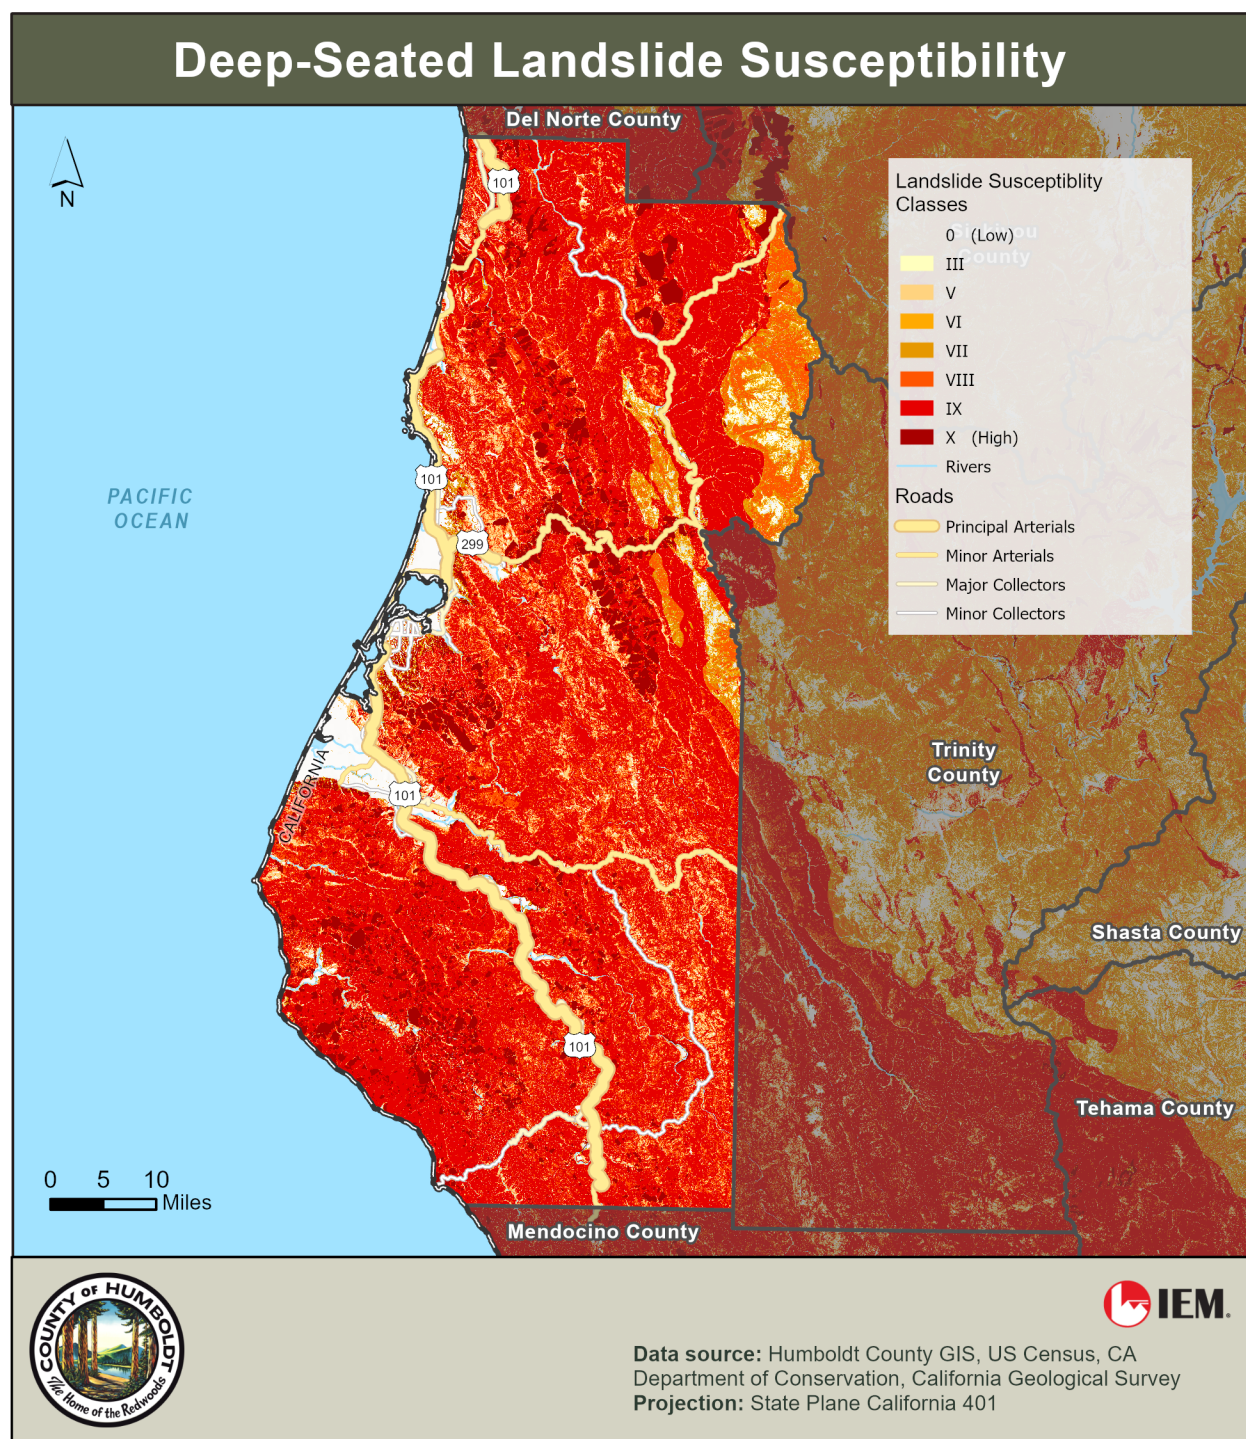 Deep-Seated Landslide Susceptibility
Del Norte County
N
101
Landslide Susceptiblity
Classes
0 (Low)
Siskiyou
County
III
V
VI
VII
VIII
IX
X (High)
Rivers
Roads
Principal Arterials
Minor Arterials
Major Collectors
Minor Collectors
101
PACIFIC
OCEAN
299
Trinity
County
CALIFORNIA
101
Shasta County
101
Tehama County
0 5 10
Miles
Mendocino County
COUNTY OF HUMBOLDT
The Home of the Redwoods
IEM.
Data source: Humboldt County GIS, US Census, CA
Department of Conservation, California Geological Survey
Projection: State Plane California 401